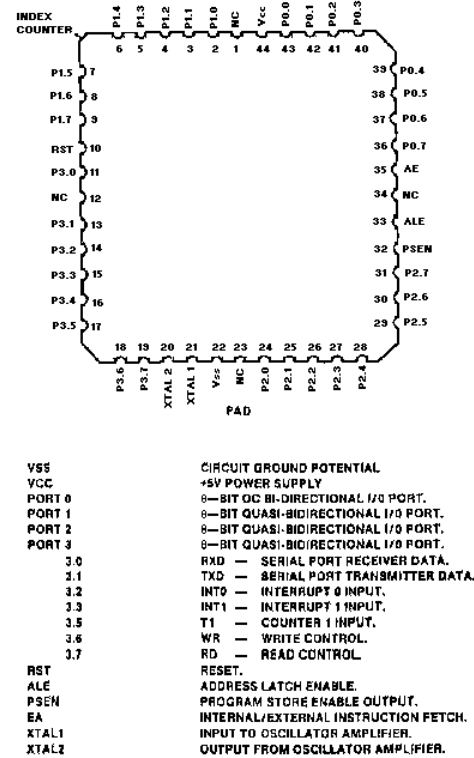 INDEX
COUNTER
P1.4 P1.3 P1.2 P1.1 P1.0 NC Vcc P0.0 P0.1 P0.2 P0.3
6 5 4 3 2 1 44 43 42 41 40
P1.5 7 39 P0.4
P1.6 8 38 P0.5
P1.7 9 37 P0.6
RST 10 36 P0.7
P3.0 11 35 AE
NC 12 34 NC
P3.1 13 33 ALE
P3.2 14 32 PSEN
P3.3 15 31 P2.7
P3.4 16 30 P2.6
P3.5 17 29 P2.5
18 19 20 21 22 23 24 25 26 27 28
P3.6 P3.7 XTAL 2 XTAL 1 Vss NC P2.0 P2.1 P2.2 P2.3 P2.4
PAD
VSS CIRCUIT GROUND POTENTIAL
VCC +5V POWER SUPPLY
PORT 0 8—BIT OC BI-DIRECTIONAL I/O PORT.
PORT 1 8—BIT QUASI-BIDIRECTIONAL I/O PORT.
PORT 2 8—BIT QUASI-BIDIRECTIONAL I/O PORT.
PORT 3 8—BIT QUASI-BIDIRECTIONAL I/O PORT.
3.0 RXD — SERIAL PORT RECEIVER DATA.
3.1 TXD — SERIAL PORT TRANSMITTER DATA.
3.2 INT0 — INTERRUPT 0 INPUT.
3.3 INT1 — INTERRUPT 1 INPUT.
3.5 T1 — COUNTER 1 INPUT.
3.6 WR — WRITE CONTROL.
3.7 RD — READ CONTROL.
RST RESET.
ALE ADDRESS LATCH ENABLE.
PSEN PROGRAM STORE ENABLE OUTPUT.
EA INTERNAL/EXTERNAL INSTRUCTION FETCH.
XTAL1 INPUT TO OSCILLATOR AMPLIFIER.
XTAL2 OUTPUT FROM OSCILLATOR AMPLIFIER.